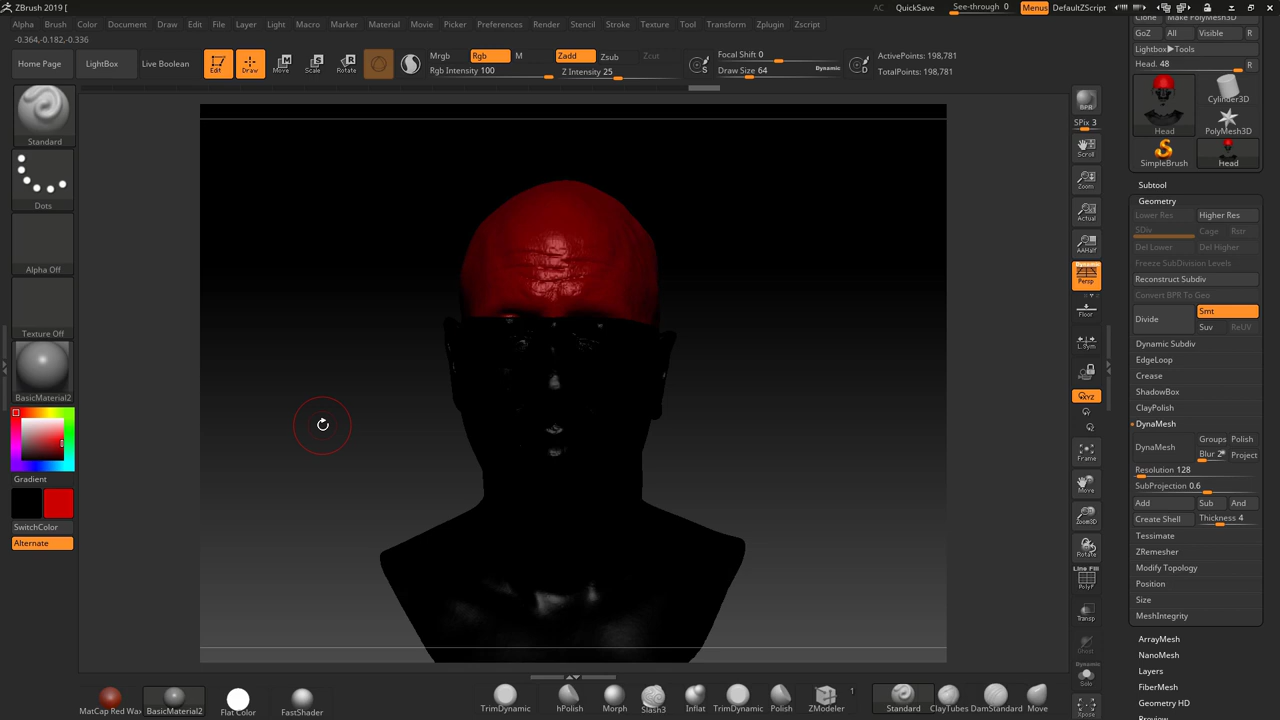 ZBrush 2019 [
AC QuickSave See-through 0 Menus DefaultZScript
Alpha Brush Color Document Draw Edit File Layer Light Macro Marker Material Movie Picker Preferences Render Stencil Stroke Texture Tool Transform Zplugin Zscript
-0.364,-0.182,-0.336
Home Page
LightBox
Live Boolean
Edit
Draw
Move
Scale
Rotate
Mrgb Rgb M
Rgb Intensity 100
Zadd Zsub Zcut
Z Intensity 25
Focal Shift 0
Draw Size 64 Dynamic
S
D
ActivePoints: 198,781
TotalPoints: 198,781
Standard
Dots
Alpha Off
Texture Off
BasicMaterial2
Gradient
SwitchColor
Alternate
BPR
SPix 3
Scroll
Zoom
Actual
AAHalf
Dynamic
Persp
Floor
L.Sym
XYZ
Frame
Move
Zoom3D
Rotate
Line Fill
PolyF
Transp
Ghost
Dynamic
Solo
Xpose
Clone Make PolyMesh3D
GoZ All Visible R
Lightbox▶Tools
Head. 48 R
Head
Cylinder3D
PolyMesh3D
SimpleBrush
Head
Subtool
Geometry
Lower Res Higher Res
SDiv Cage Rstr
Del Lower Del Higher
Freeze SubDivision Levels
Reconstruct Subdiv
Convert BPR To Geo
Divide Smt
Suv ReUV
Dynamic Subdiv
EdgeLoop
Crease
ShadowBox
ClayPolish
DynaMesh
DynaMesh Groups Polish
Blur 2 Project
Resolution 128
SubProjection 0.6
Add Sub And
Create Shell Thickness 4
Tessimate
ZRemesher
Modify Topology
Position
Size
MeshIntegrity
ArrayMesh
NanoMesh
Layers
FiberMesh
Geometry HD
Preview
MatCap Red Wax
BasicMaterial2
Flat Color
FastShader
TrimDynamic
hPolish
Morph
Slash3
Inflat
TrimDynamic
Polish
ZModeler
1
Standard
ClayTubes
DamStandard
Move